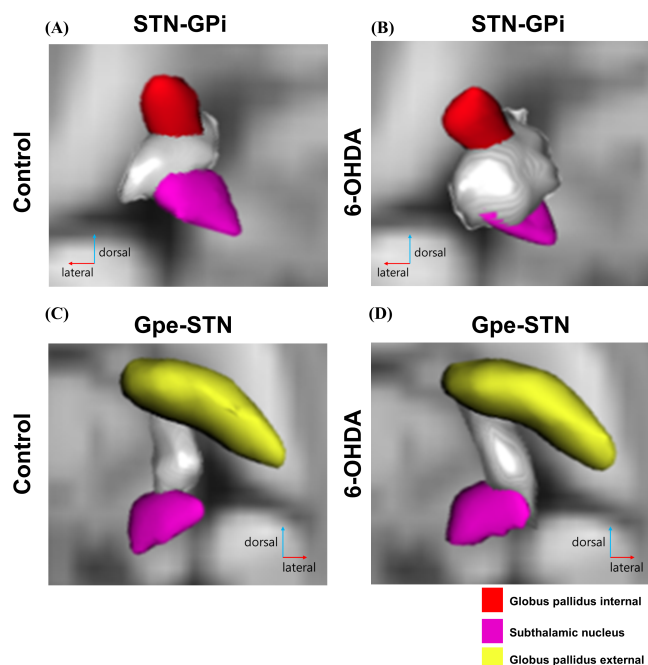 (A) STN-GPi
(B) STN-GPi
Control
6-OHDA
dorsal
lateral
dorsal
lateral
(C) Gpe-STN
(D) Gpe-STN
Control
6-OHDA
dorsal
lateral
dorsal
lateral
Globus pallidus internal
Subthalamic nucleus
Globus pallidus external